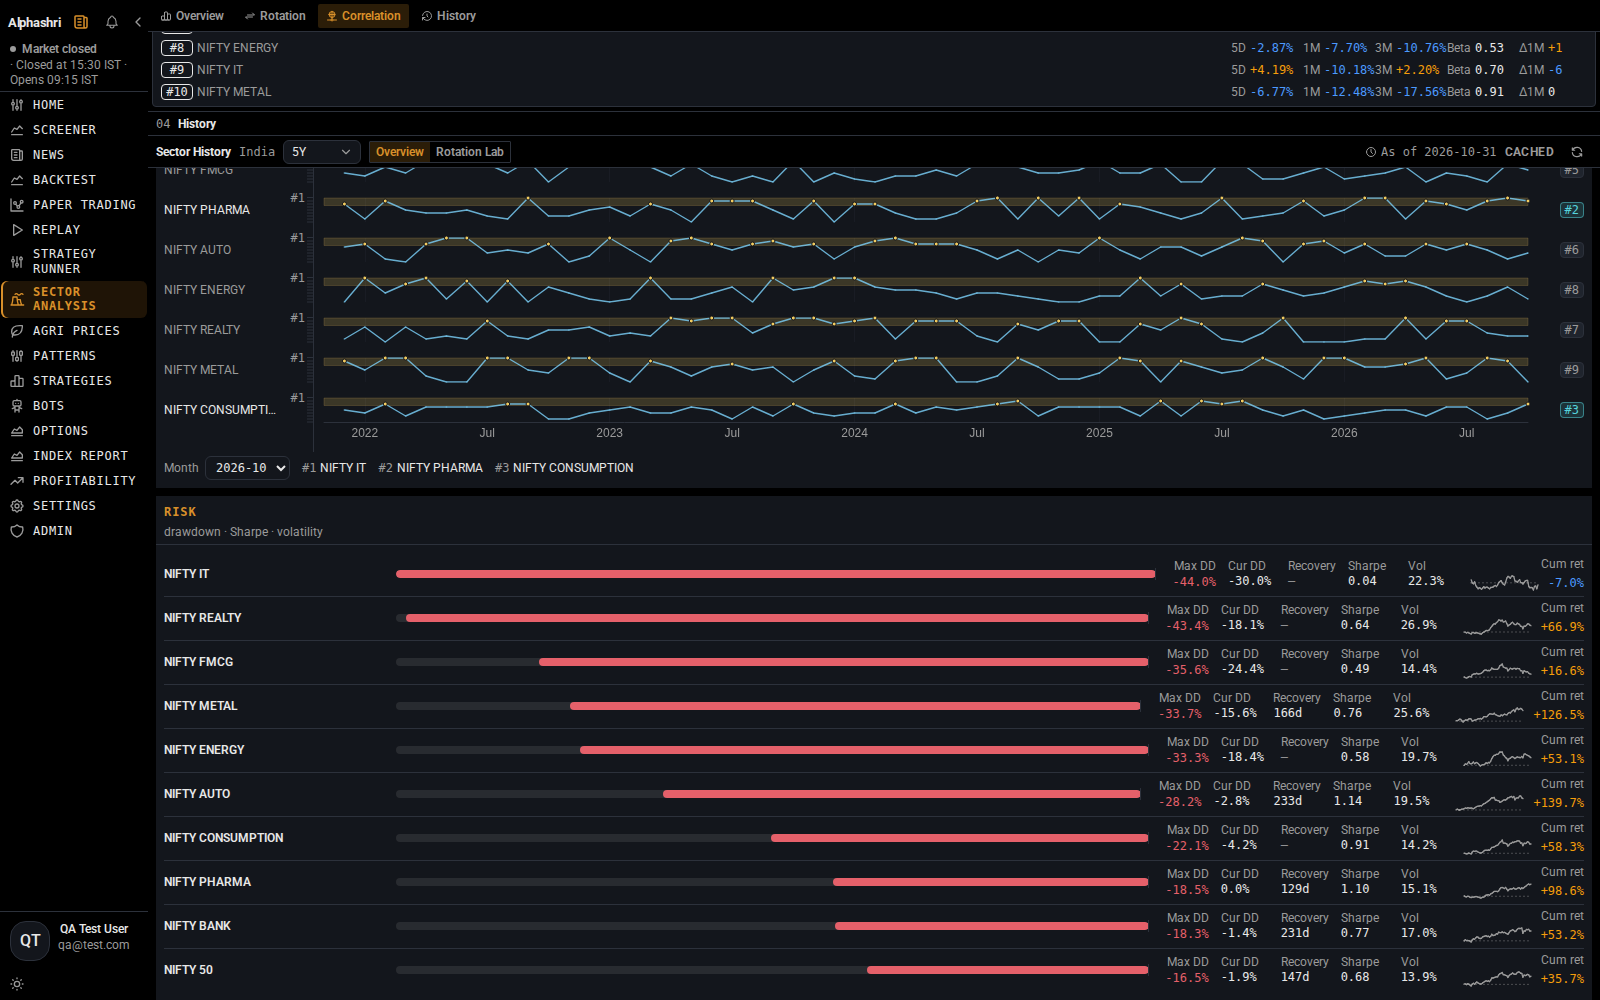 Alphashri
Overview
Rotation
Correlation
History
Market closed
· Closed at 15:30 IST ·
Opens 09:15 IST
HOME
SCREENER
NEWS
BACKTEST
PAPER TRADING
REPLAY
STRATEGY
RUNNER
SECTOR
ANALYSIS
AGRI PRICES
PATTERNS
STRATEGIES
BOTS
OPTIONS
INDEX REPORT
PROFITABILITY
SETTINGS
ADMIN
QT
QA Test User
qa@test.com
#8 NIFTY ENERGY 5D -2.87% 1M -7.70% 3M -10.76% Beta 0.53 Δ1M +1
#9 NIFTY IT 5D +4.19% 1M -10.18% 3M +2.20% Beta 0.70 Δ1M -6
#10 NIFTY METAL 5D -6.77% 1M -12.48% 3M -17.56% Beta 0.91 Δ1M 0
04 History
Sector History India 5Y Overview Rotation Lab As of 2026-10-31 CACHED
NIFTY FMCG #5
NIFTY PHARMA #1 #2
NIFTY AUTO #1 #6
NIFTY ENERGY #1 #8
NIFTY REALTY #1 #7
NIFTY METAL #1 #9
NIFTY CONSUMPTI... #1 #3
2022 Jul 2023 Jul 2024 Jul 2025 Jul 2026 Jul
Month 2026-10 #1 NIFTY IT #2 NIFTY PHARMA #3 NIFTY CONSUMPTION
RISK
drawdown · Sharpe · volatility
Max DD Cur DD Recovery Sharpe Vol Cum ret
NIFTY IT -44.0% -30.0% — 0.04 22.3% -7.0%
Max DD Cur DD Recovery Sharpe Vol Cum ret
NIFTY REALTY -43.4% -18.1% — 0.64 26.9% +66.9%
Max DD Cur DD Recovery Sharpe Vol Cum ret
NIFTY FMCG -35.6% -24.4% — 0.49 14.4% +16.6%
Max DD Cur DD Recovery Sharpe Vol Cum ret
NIFTY METAL -33.7% -15.6% 166d 0.76 25.6% +126.5%
Max DD Cur DD Recovery Sharpe Vol Cum ret
NIFTY ENERGY -33.3% -18.4% — 0.58 19.7% +53.1%
Max DD Cur DD Recovery Sharpe Vol Cum ret
NIFTY AUTO -28.2% -2.8% 233d 1.14 19.5% +139.7%
Max DD Cur DD Recovery Sharpe Vol Cum ret
NIFTY CONSUMPTION -22.1% -4.2% — 0.91 14.2% +58.3%
Max DD Cur DD Recovery Sharpe Vol Cum ret
NIFTY PHARMA -18.5% 0.0% 129d 1.10 15.1% +98.6%
Max DD Cur DD Recovery Sharpe Vol Cum ret
NIFTY BANK -18.3% -1.4% 231d 0.77 17.0% +53.2%
Max DD Cur DD Recovery Sharpe Vol Cum ret
NIFTY 50 -16.5% -1.9% 147d 0.68 13.9% +35.7%